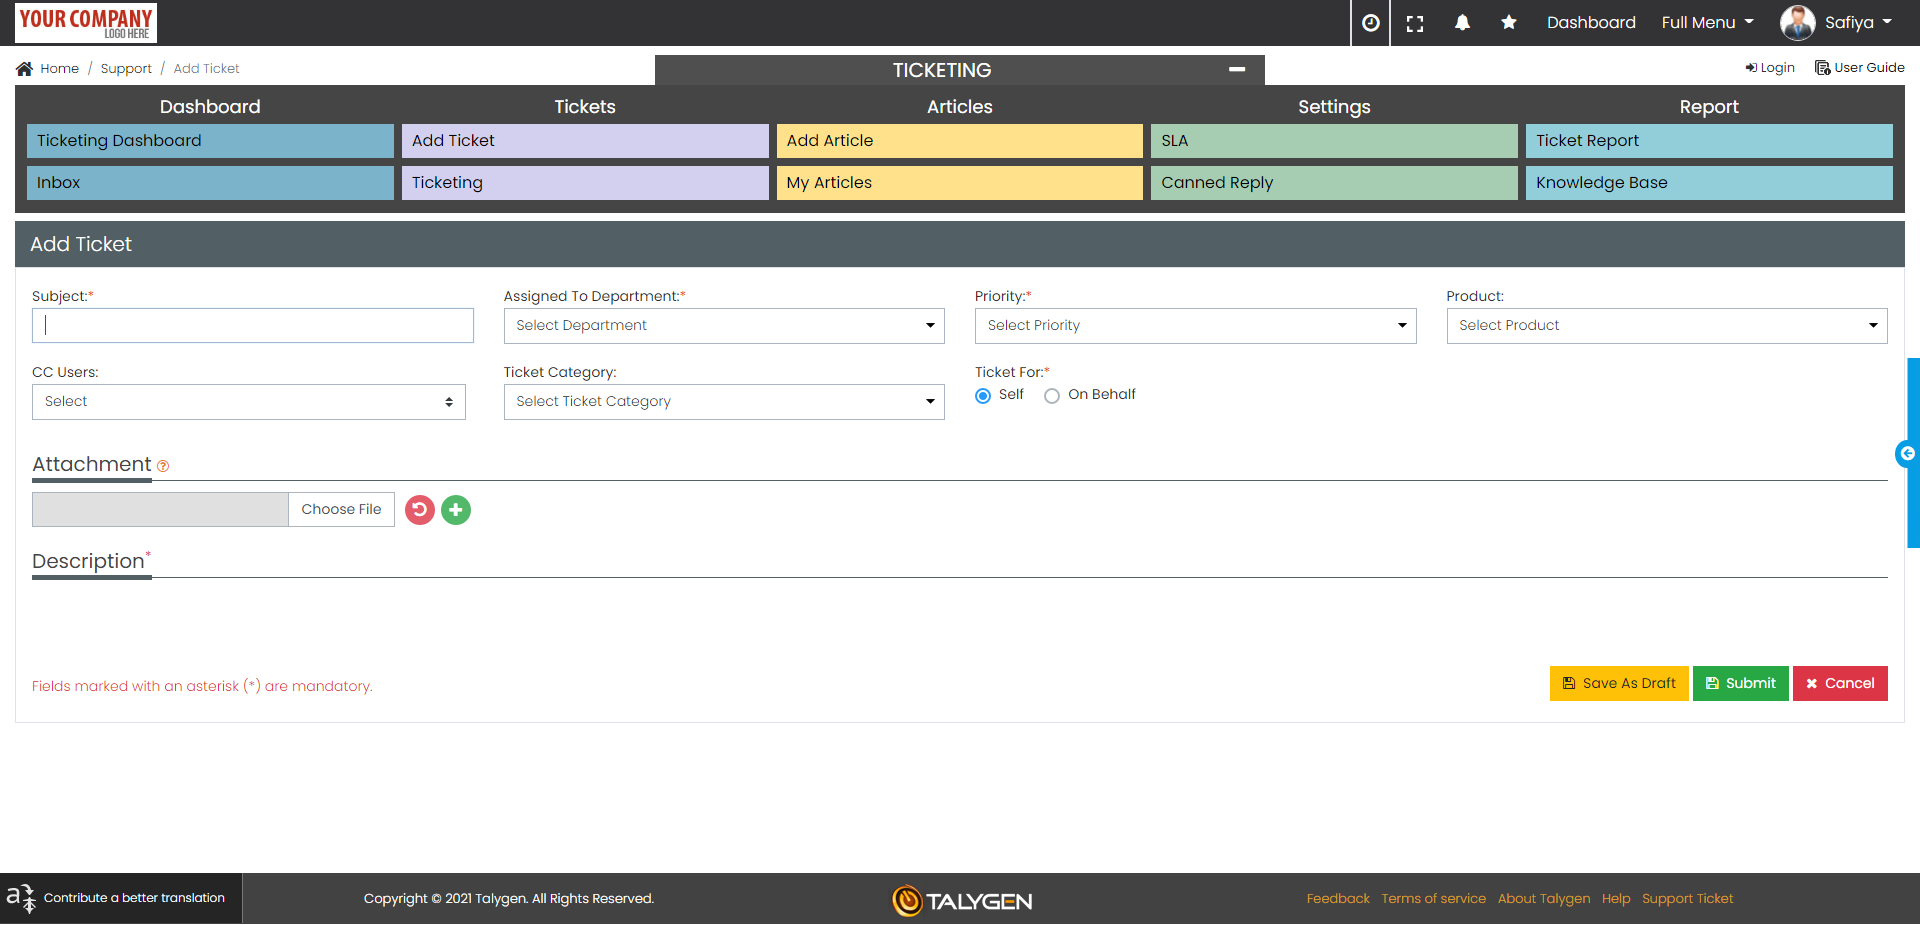 YOUR COMPANY
LOGO HERE
Dashboard Full Menu Safiya
Home / Support / Add Ticket
TICKETING
Login User Guide
Dashboard Tickets Articles Settings Report
Ticketing Dashboard Add Ticket Add Article SLA Ticket Report
Inbox Ticketing My Articles Canned Reply Knowledge Base
Add Ticket
Subject:* Assigned To Department:* Priority:* Product:
Select Department Select Priority Select Product
CC Users: Ticket Category: Ticket For:*
Select Select Ticket Category Self On Behalf
Attachment ?
Choose File
Description*
Fields marked with an asterisk (*) are mandatory.
Save As Draft Submit Cancel
Contribute a better translation
Copyright © 2021 Talygen. All Rights Reserved.
TALYGEN
Feedback Terms of service About Talygen Help Support Ticket